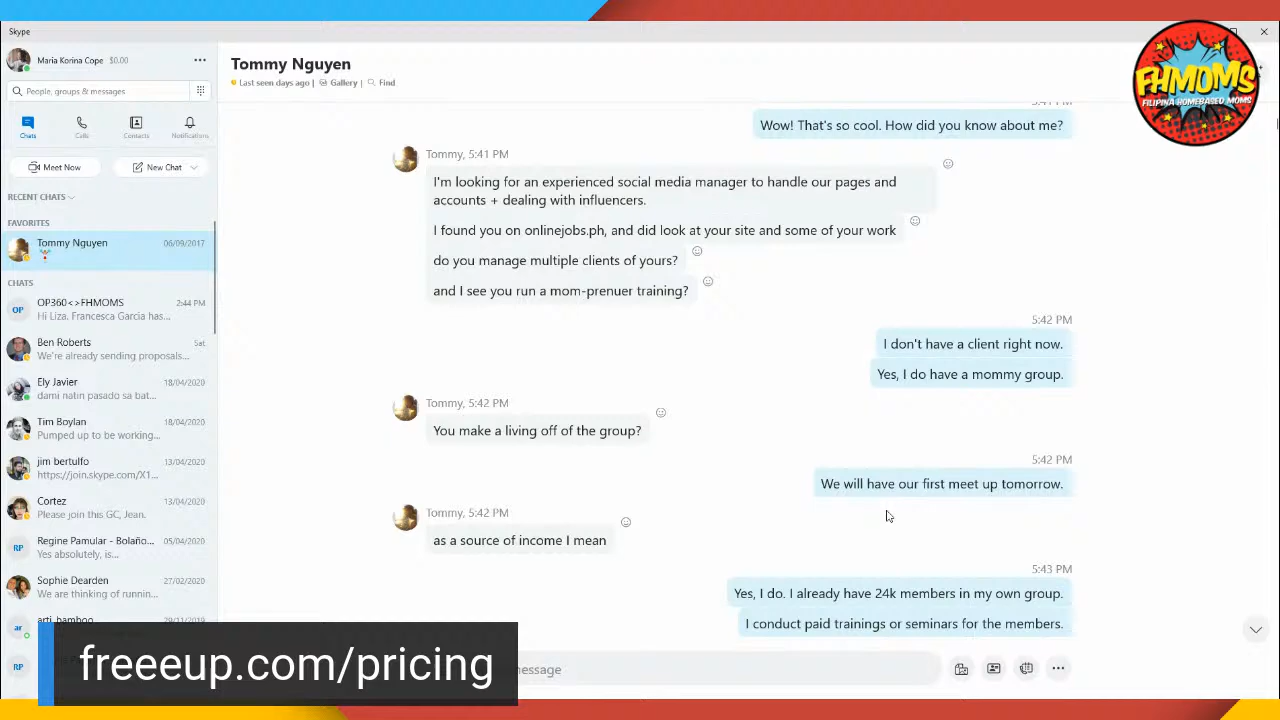 Skype
Maria Korina Cope $0.00
People, groups & messages
Chats
Calls
Contacts
Notifications
Meet Now
New Chat
RECENT CHATS
FAVORITES
Tommy Nguyen 06/09/2017
CHATS
OP OP360<>FHMOMS 2:44 PM
Hi Liza. Francesca Garcia has...
Ben Roberts Sat
We're already sending proposals...
Ely Javier 18/04/2020
dami natin pasado sa bat...
Tim Boylan 18/04/2020
Pumped up to be working...
jim bertulfo 13/04/2020
https://join.skype.com/X1...
Cortez 13/04/2020
Please join this GC, Jean.
RP Regine Pamular - Bolaño... 05/04/2020
Yes absolutely, is...
Sophie Dearden 27/02/2020
We are thinking of runnin...
ar arti_bamboo 29/11/2019
RP
Tommy Nguyen
Last seen days ago | Gallery | Find
FHMOMS
FILIPINA HOMEBASED MOMS
5:41 PM
Wow! That's so cool. How did you know about me?
Tommy, 5:41 PM
I'm looking for an experienced social media manager to handle our pages and
accounts + dealing with influencers.
I found you on onlinejobs.ph, and did look at your site and some of your work
do you manage multiple clients of yours?
and I see you run a mom-prenuer training?
5:42 PM
I don't have a client right now.
Yes, I do have a mommy group.
Tommy, 5:42 PM
You make a living off of the group?
5:42 PM
We will have our first meet up tomorrow.
Tommy, 5:42 PM
as a source of income I mean
5:43 PM
Yes, I do. I already have 24k members in my own group.
I conduct paid trainings or seminars for the members.
message
freeeup.com/pricing